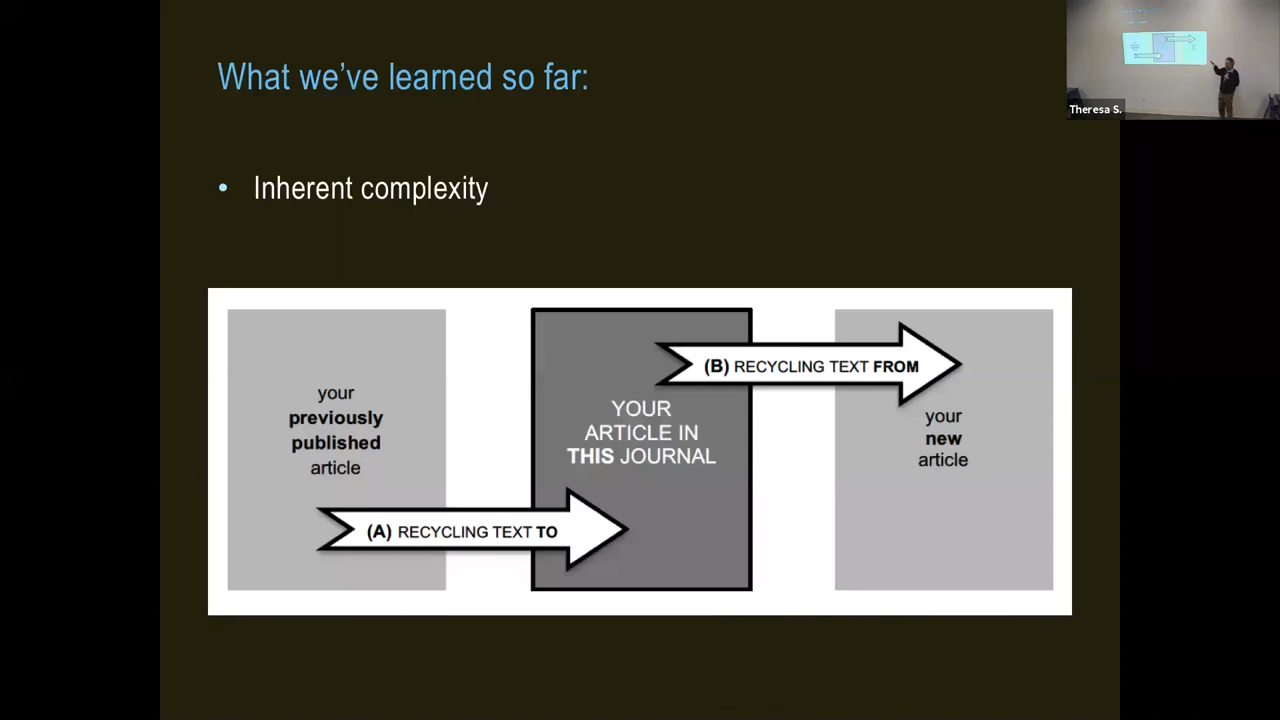 What we've learned so far:
• Inherent complexity
your
previously
published
article
(A) RECYCLING TEXT TO
YOUR
ARTICLE IN
THIS JOURNAL
(B) RECYCLING TEXT FROM
your
new
article
Theresa S.